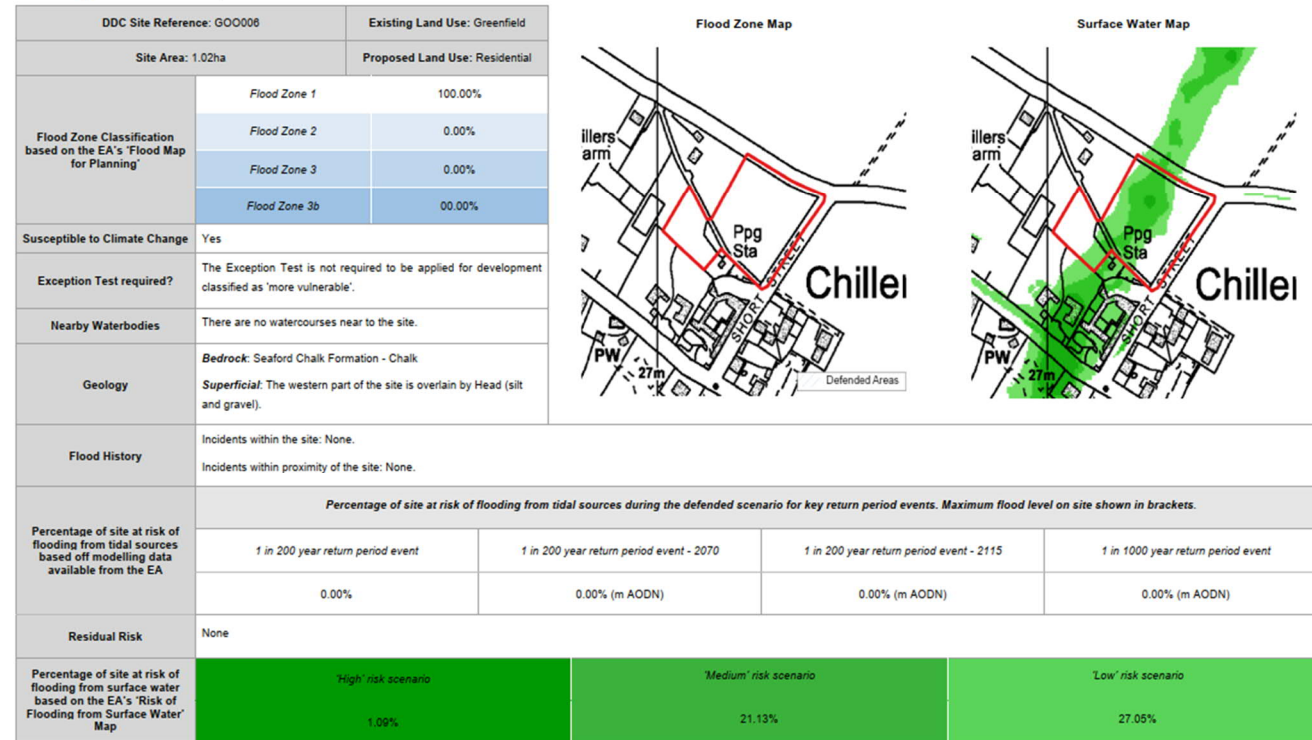 DDC Site Reference: GOO006
Existing Land Use: Greenfield
Site Area: 1.02ha
Proposed Land Use: Residential
Flood Zone Classification
based on the EA's 'Flood Map
for Planning'
Flood Zone 1
100.00%
Flood Zone 2
0.00%
Flood Zone 3
0.00%
Flood Zone 3b
00.00%
Susceptible to Climate Change
Yes
Exception Test required?
The Exception Test is not required to be applied for development
classified as 'more vulnerable'.
Nearby Waterbodies
There are no watercourses near to the site.
Geology
Bedrock: Seaford Chalk Formation - Chalk
Superficial: The western part of the site is overlain by Head (silt
and gravel).
Flood Zone Map
illers
arm
Ppg
Sta
SHORT STREET
Chiller
PW
27m
Defended Areas
Surface Water Map
illers
arm
Ppg
Sta
SHORT STREET
Chiller
PW
27m
Flood History
Incidents within the site: None.
Incidents within proximity of the site: None.
Percentage of site at risk of
flooding from tidal sources
based off modelling data
available from the EA
Percentage of site at risk of flooding from tidal sources during the defended scenario for key return period events. Maximum flood level on site shown in brackets.
1 in 200 year return period event
1 in 200 year return period event - 2070
1 in 200 year return period event - 2115
1 in 1000 year return period event
0.00%
0.00% (m AODN)
0.00% (m AODN)
0.00% (m AODN)
Residual Risk
None
Percentage of site at risk of
flooding from surface water
based on the EA's 'Risk of
Flooding from Surface Water'
Map
'High' risk scenario
1.09%
'Medium' risk scenario
21.13%
'Low' risk scenario
27.05%